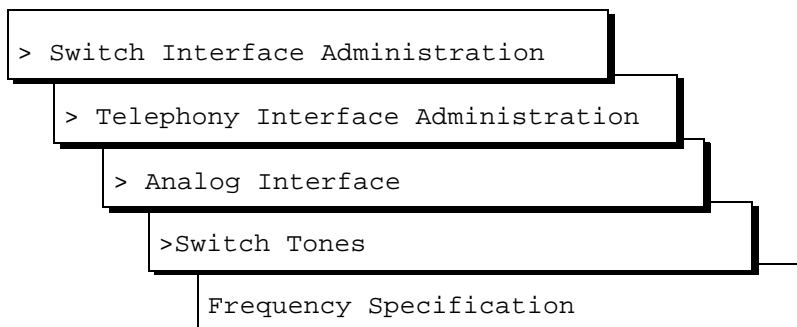 > Switch Interface Administration
> Telephony Interface Administration
> Analog Interface
>Switch Tones
Frequency Specification